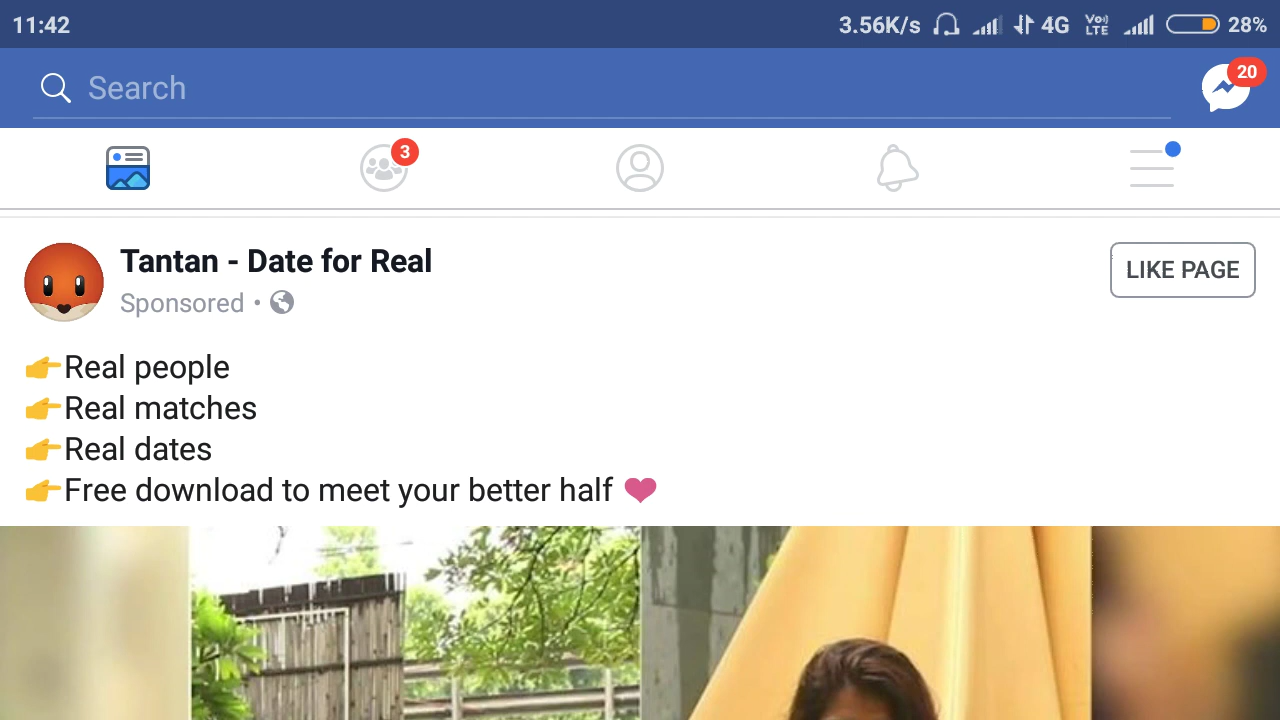 11:42 3.56K/s 4G Vo) LTE 28%
Search 20
3
Tantan - Date for Real
Sponsored •
LIKE PAGE
👉Real people
👉Real matches
👉Real dates
👉Free download to meet your better half ❤